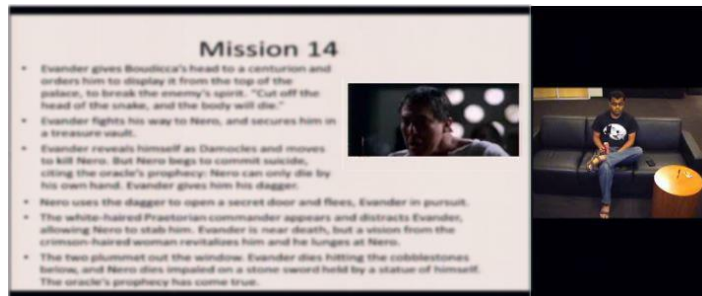 Mission 14
• Evander gives Boudicca's head to a centurion and
orders him to display it from the top of the
palace, to break the enemy's spirit. "Cut off the
head of the snake, and the body will die."
• Evander fights his way to Nero, and secures him in
a treasure vault.
• Evander reveals himself as Damocles and moves
to kill Nero. But Nero begs to commit suicide,
citing the oracle's prophecy: Nero can only die by
his own hand. Evander gives him his dagger.
• Nero uses the dagger to open a secret door and flees, Evander in pursuit.
• The white-haired Praetorian commander appears and distracts Evander,
allowing Nero to stab him. Evander is near death, but a vision from the
crimson-haired woman revitalizes him and he lunges at Nero.
• The two plummet out the window. Evander dies hitting the cobblestones
below, and Nero dies impaled on a stone sword held by a statue of himself.
The oracle's prophecy has come true.